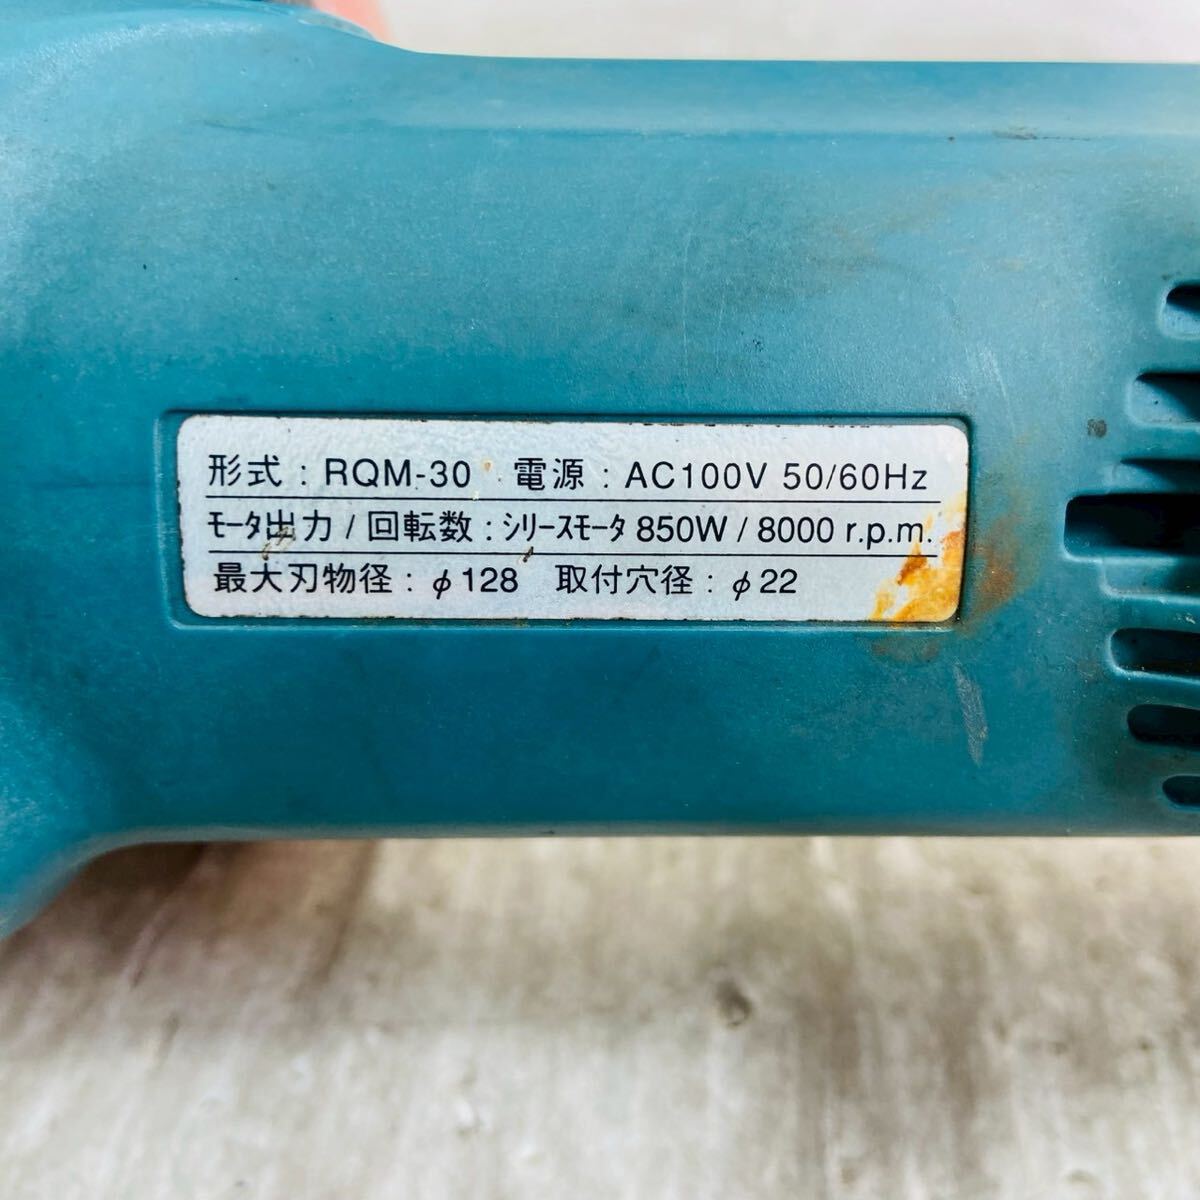 形式 : RQM-30 電源 : AC100V 50/60Hz
ﾓｰﾀ出力 / 回転数 : ｼﾘｰｽﾓｰﾀ 850W / 8000 r.p.m.
最大刃物径 : φ128 取付穴径 : φ22